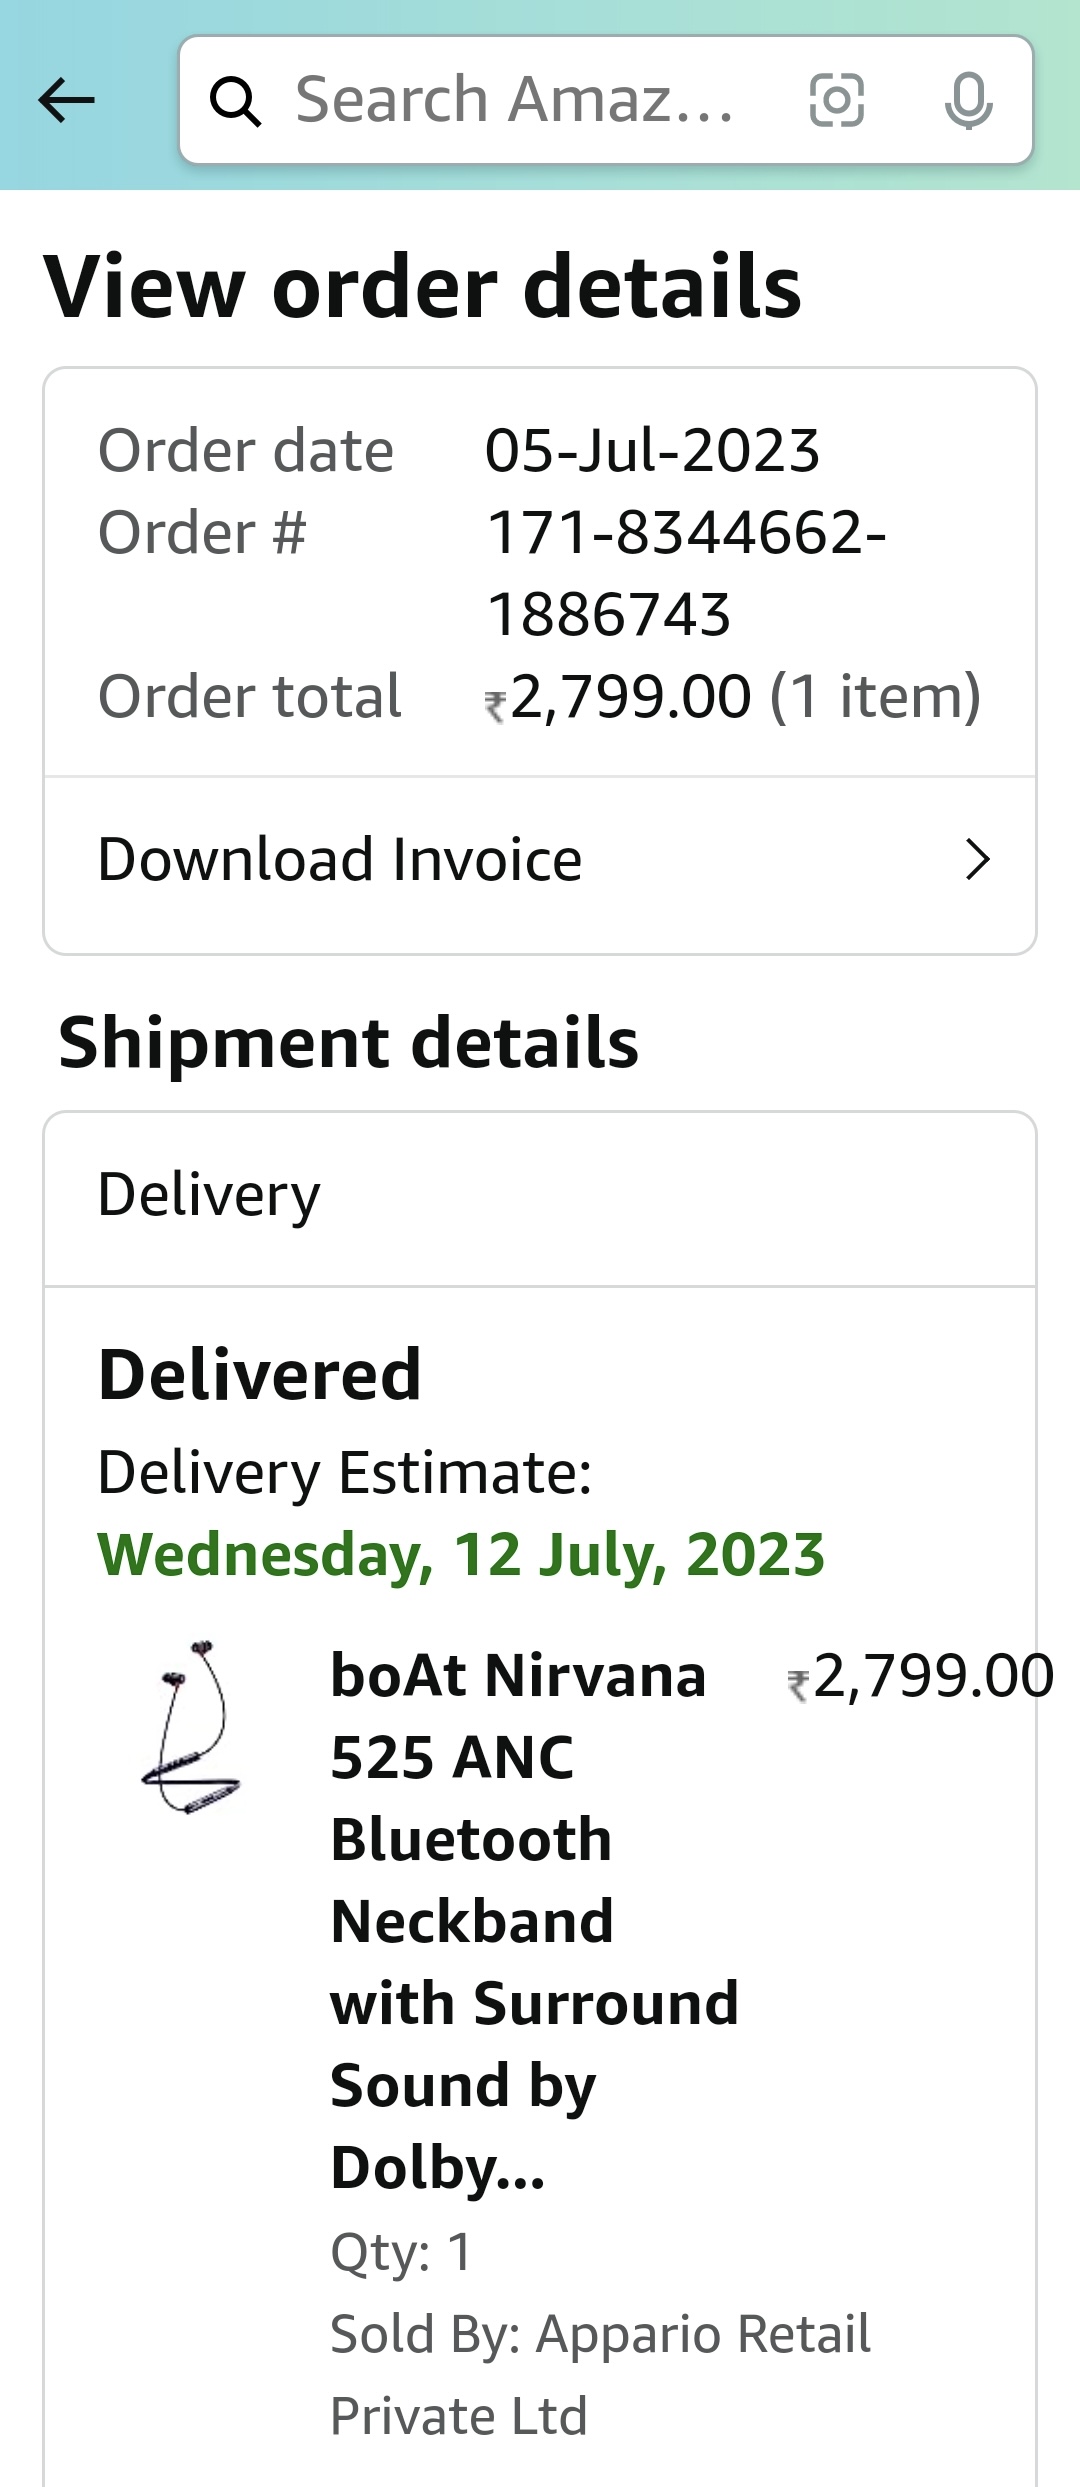 Search Amaz...
View order details
Order date 05-Jul-2023
Order # 171-8344662-
1886743
Order total ₹2,799.00 (1 item)
Download Invoice
Shipment details
Delivery
Delivered
Delivery Estimate:
Wednesday, 12 July, 2023
boAt Nirvana ₹2,799.00
525 ANC
Bluetooth
Neckband
with Surround
Sound by
Dolby...
Qty: 1
Sold By: Appario Retail
Private Ltd